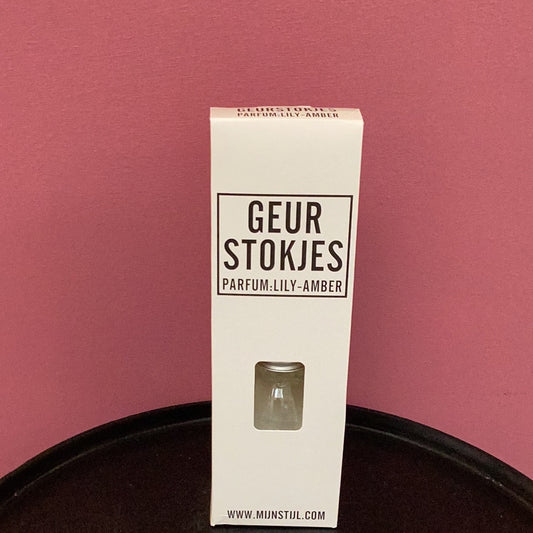 GEURSTOKJES
PARFUM:LILY-AMBER
GEUR
STOKJES
PARFUM:LILY-AMBER
WWW.MIJNSTIJL.COM